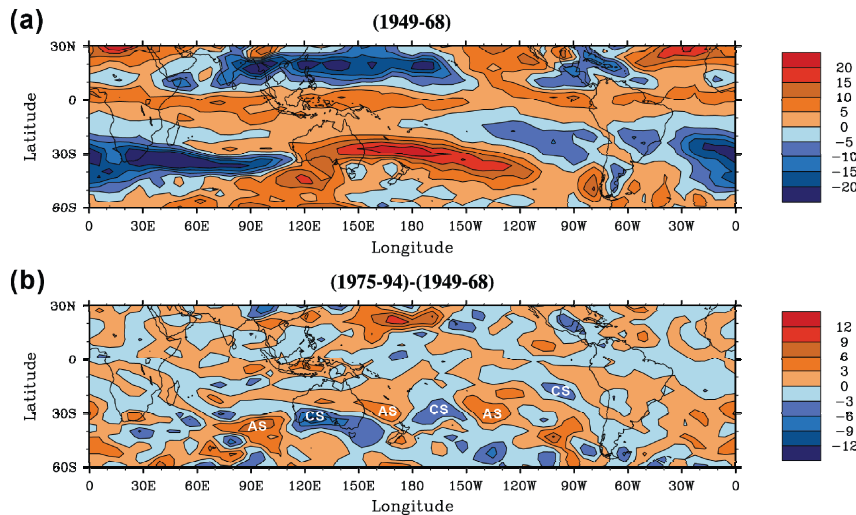 (a)
(1949-68)
30N
0
30S
60S
Latitude
0 30E 60E 90E 120E 150E 180 150W 120W 90W 60W 30W 0
Longitude
20
15
10
5
0
-5
-10
-15
-20
(b)
(1975-94)-(1949-68)
30N
0
30S
60S
Latitude
AS CS AS CS AS CS
0 30E 60E 90E 120E 150E 180 150W 120W 90W 60W 30W 0
Longitude
12
9
6
3
0
-3
-6
-9
-12